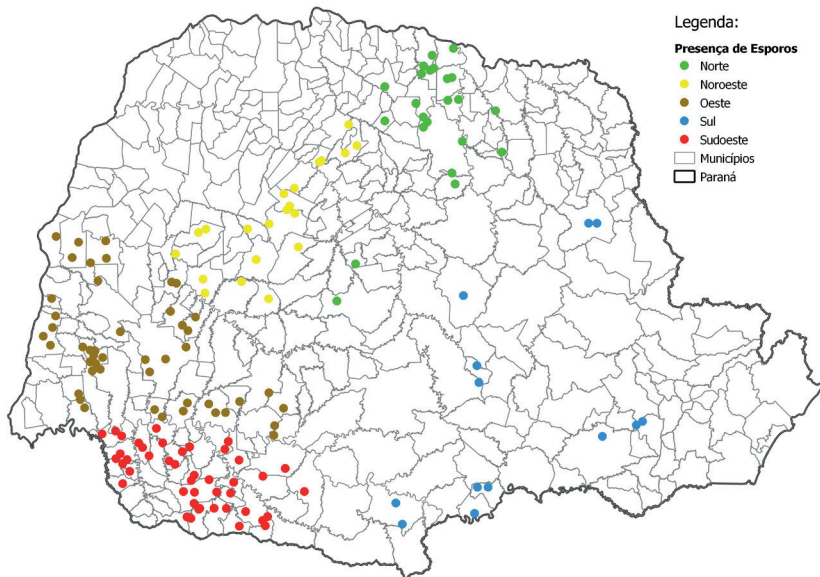 Legenda:
Presença de Esporos
Norte
Noroeste
Oeste
Sul
Sudoeste
Municípios
Paraná